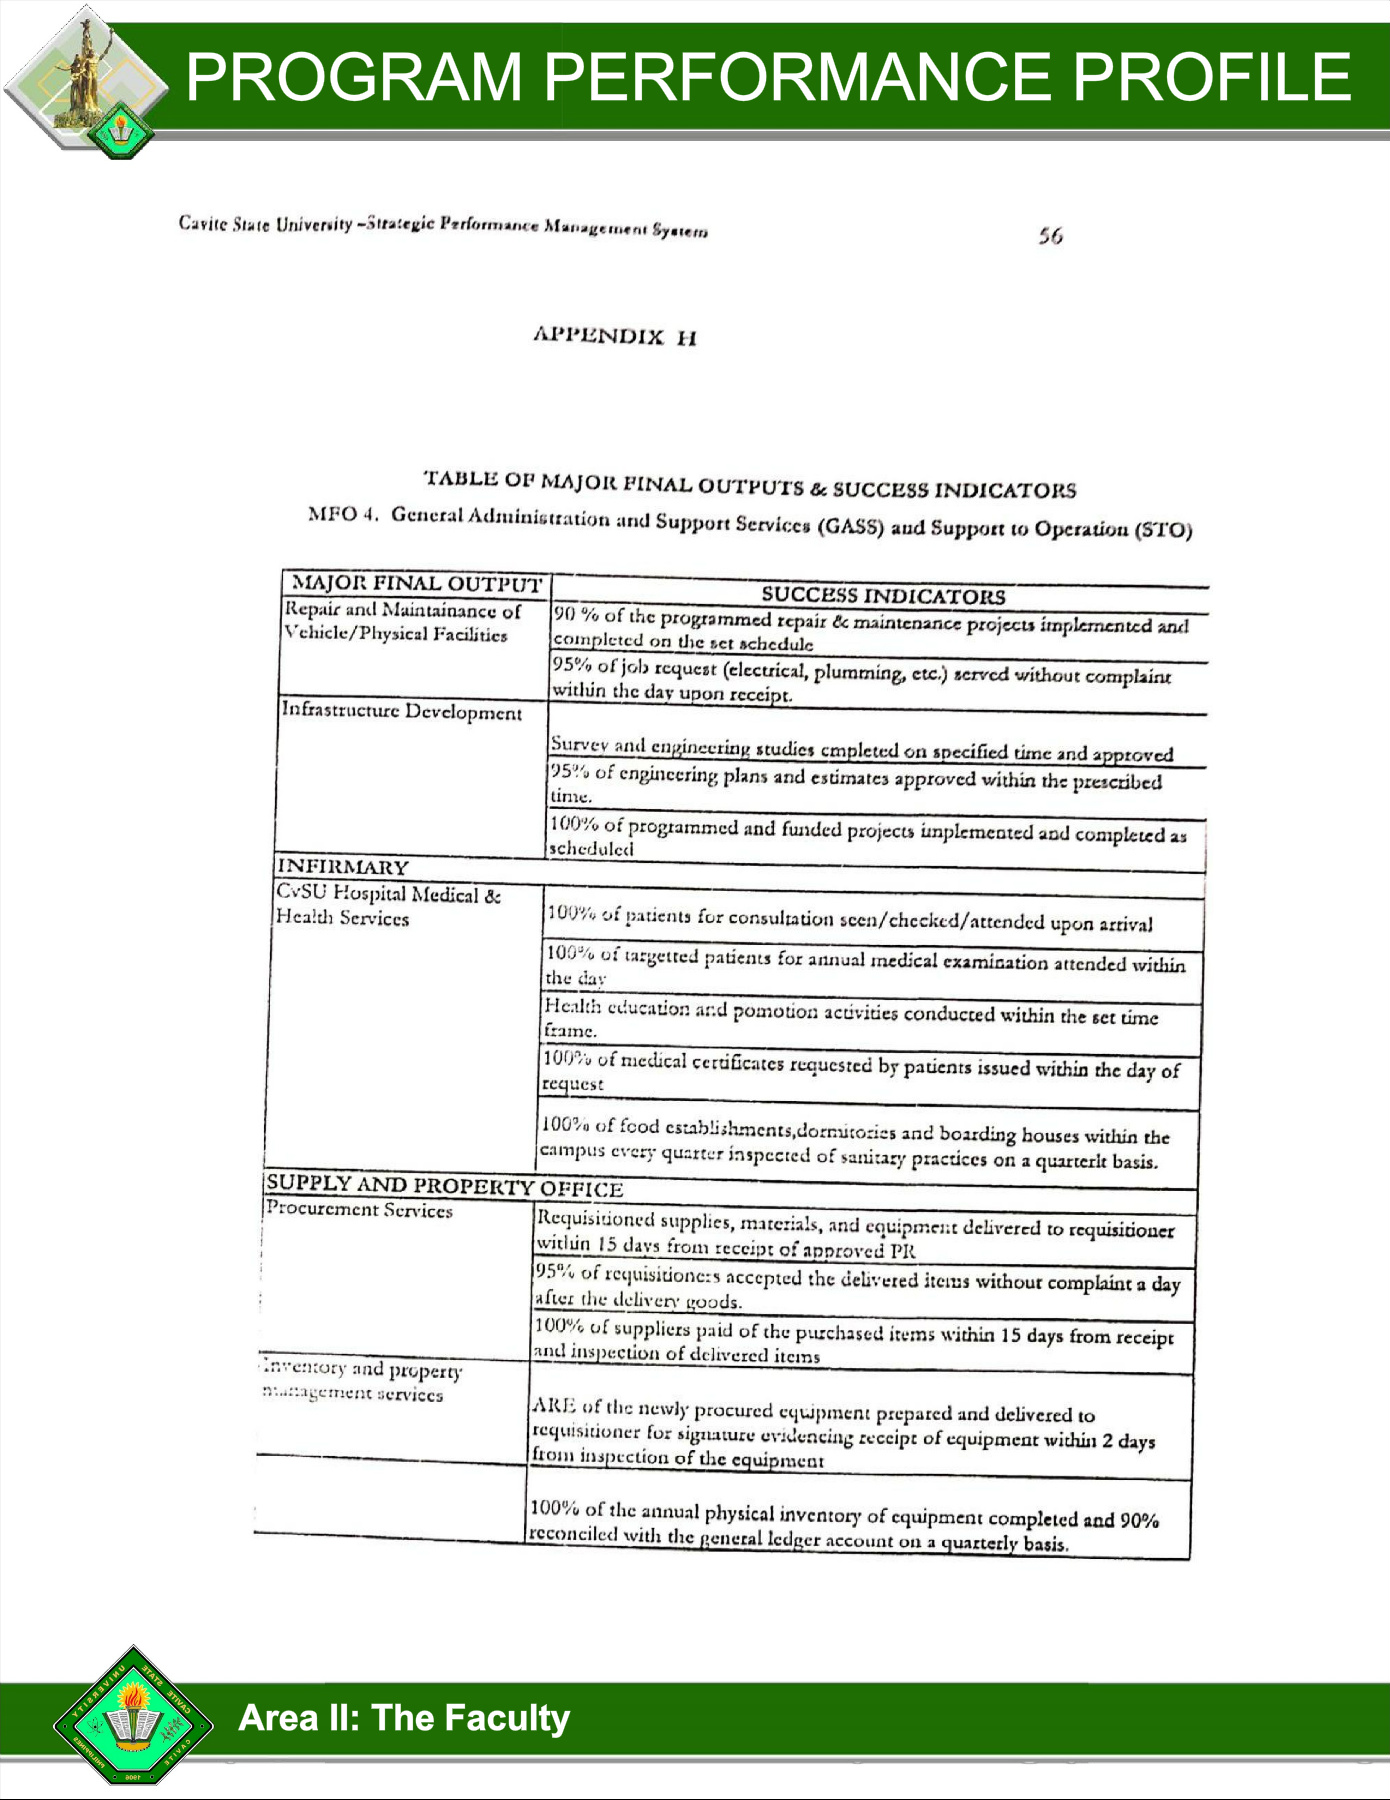 PROGRAM PERFORMANCE PROFILE
Cavite State University –Strategic Performance Management System
56
APPENDIX H
TABLE OF MAJOR FINAL OUTPUTS & SUCCESS INDICATORS
MFO 4. General Administration and Support Services (GASS) and Support to Operation (STO)
MAJOR FINAL OUTPUT
SUCCESS INDICATORS
Repair and Maintainance of
Vehicle/Physical Facilities
90 % of the programmed repair & maintenance projects implemented and
completed on the set schedule
95% of job request (electrical, plumming, etc.) served without complaint
within the day upon receipt.
Infrastructure Development
Survey and engineering studies cmpleted on specified time and approved
95% of engineering plans and estimates approved within the prescribed
time.
100% of programmed and funded projects implemented and completed as
scheduled
INFIRMARY
CvSU Hospital Medical &
Health Services
100% of patients for consultation seen/checked/attended upon arrival
100% of targetted patients for annual medical examination attended within
the day
Health education and pomotion activities conducted within the set time
frame.
100% of medical certificates requested by patients issued within the day of
request
100% of food establishments,dormitories and boarding houses within the
campus every quarter inspected of sanitary practices on a quarterlt basis.
SUPPLY AND PROPERTY OFFICE
Procurement Services
Requisitioned supplies, materials, and equipment delivered to requisitioner
within 15 days from receipt of approved PR
95% of requisitioners accepted the delivered items without complaint a day
after the delivery goods.
100% of suppliers paid of the purchased items within 15 days from receipt
and inspection of delivered items
Inventory and property
management services
ARE of the newly procured equipment prepared and delivered to
requisitioner for signature evidencing receipt of equipment within 2 days
from inspection of the equipment
100% of the annual physical inventory of equipment completed and 90%
reconciled with the general ledger account on a quarterly basis.
CAVITE STATE UNIVERSITY
CAVITE
PHILIPPINES
1906
Area II: The Faculty